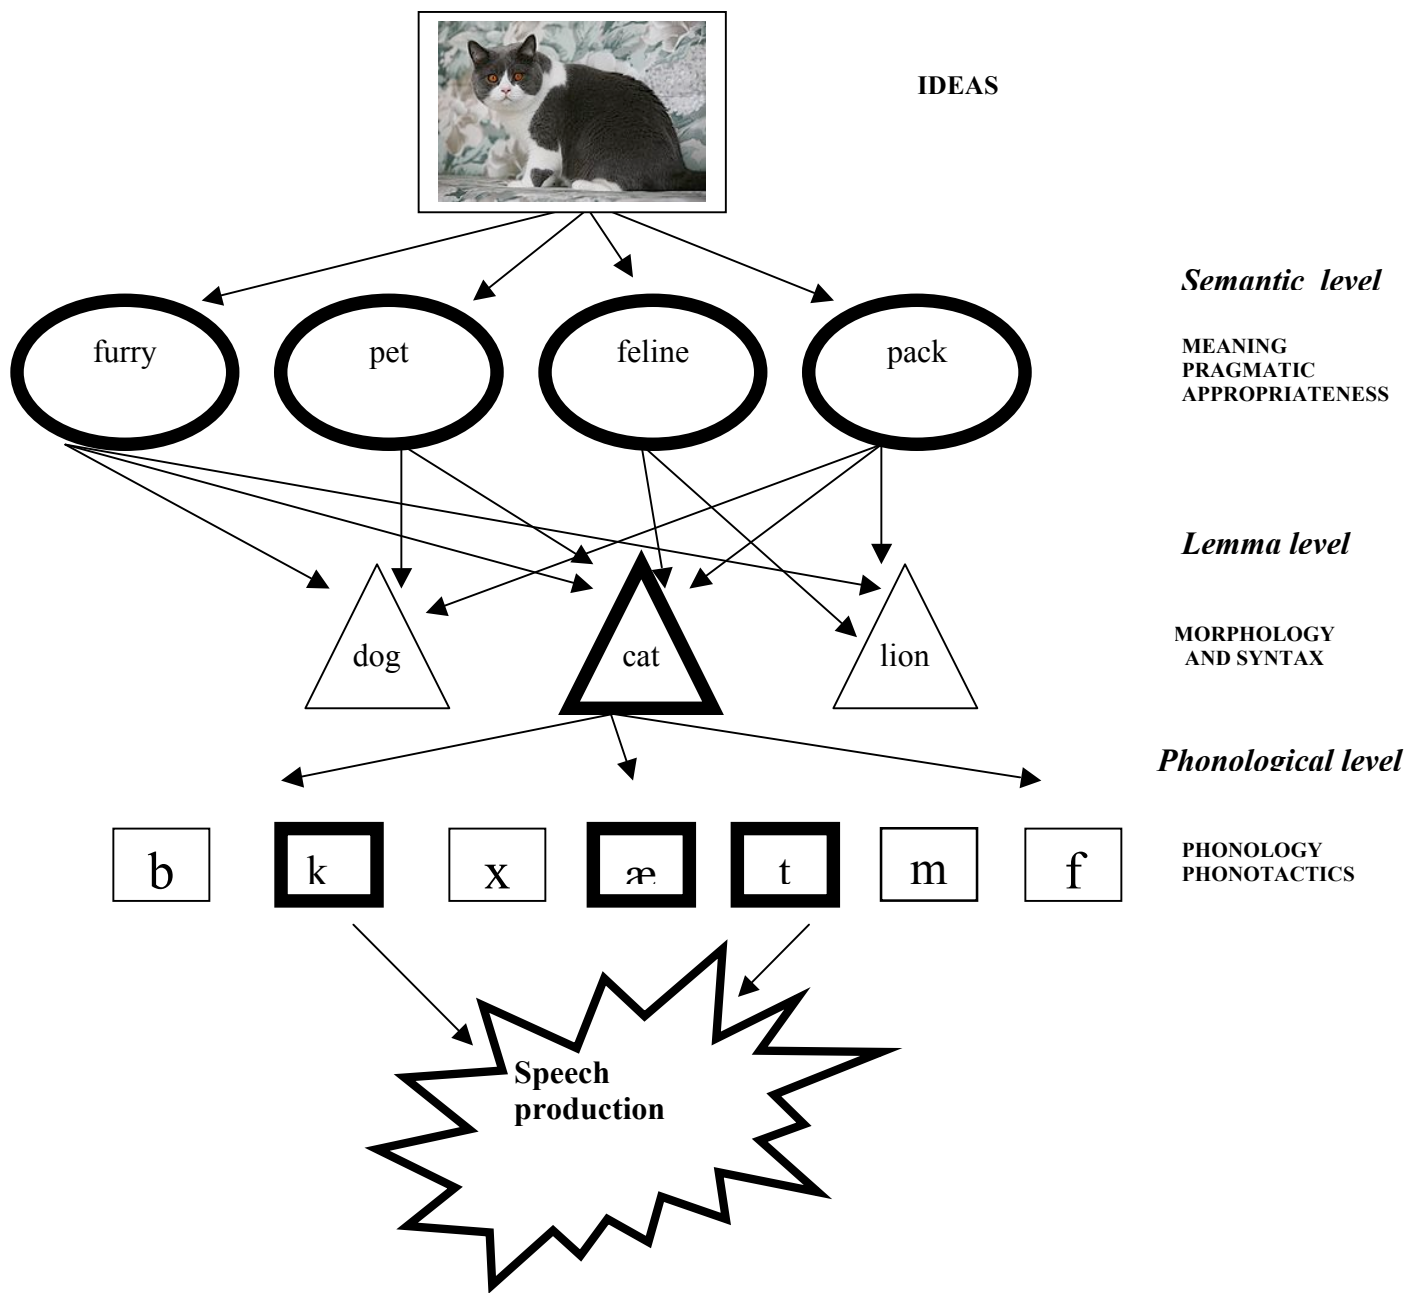 IDEAS
Semantic level
furry
pet
feline
pack
MEANING
PRAGMATIC
APPROPRIATENESS
Lemma level
dog
cat
lion
MORPHOLOGY
AND SYNTAX
Phonological level
b
k
x
æ
t
m
f
PHONOLOGY
PHONOTACTICS
Speech
production